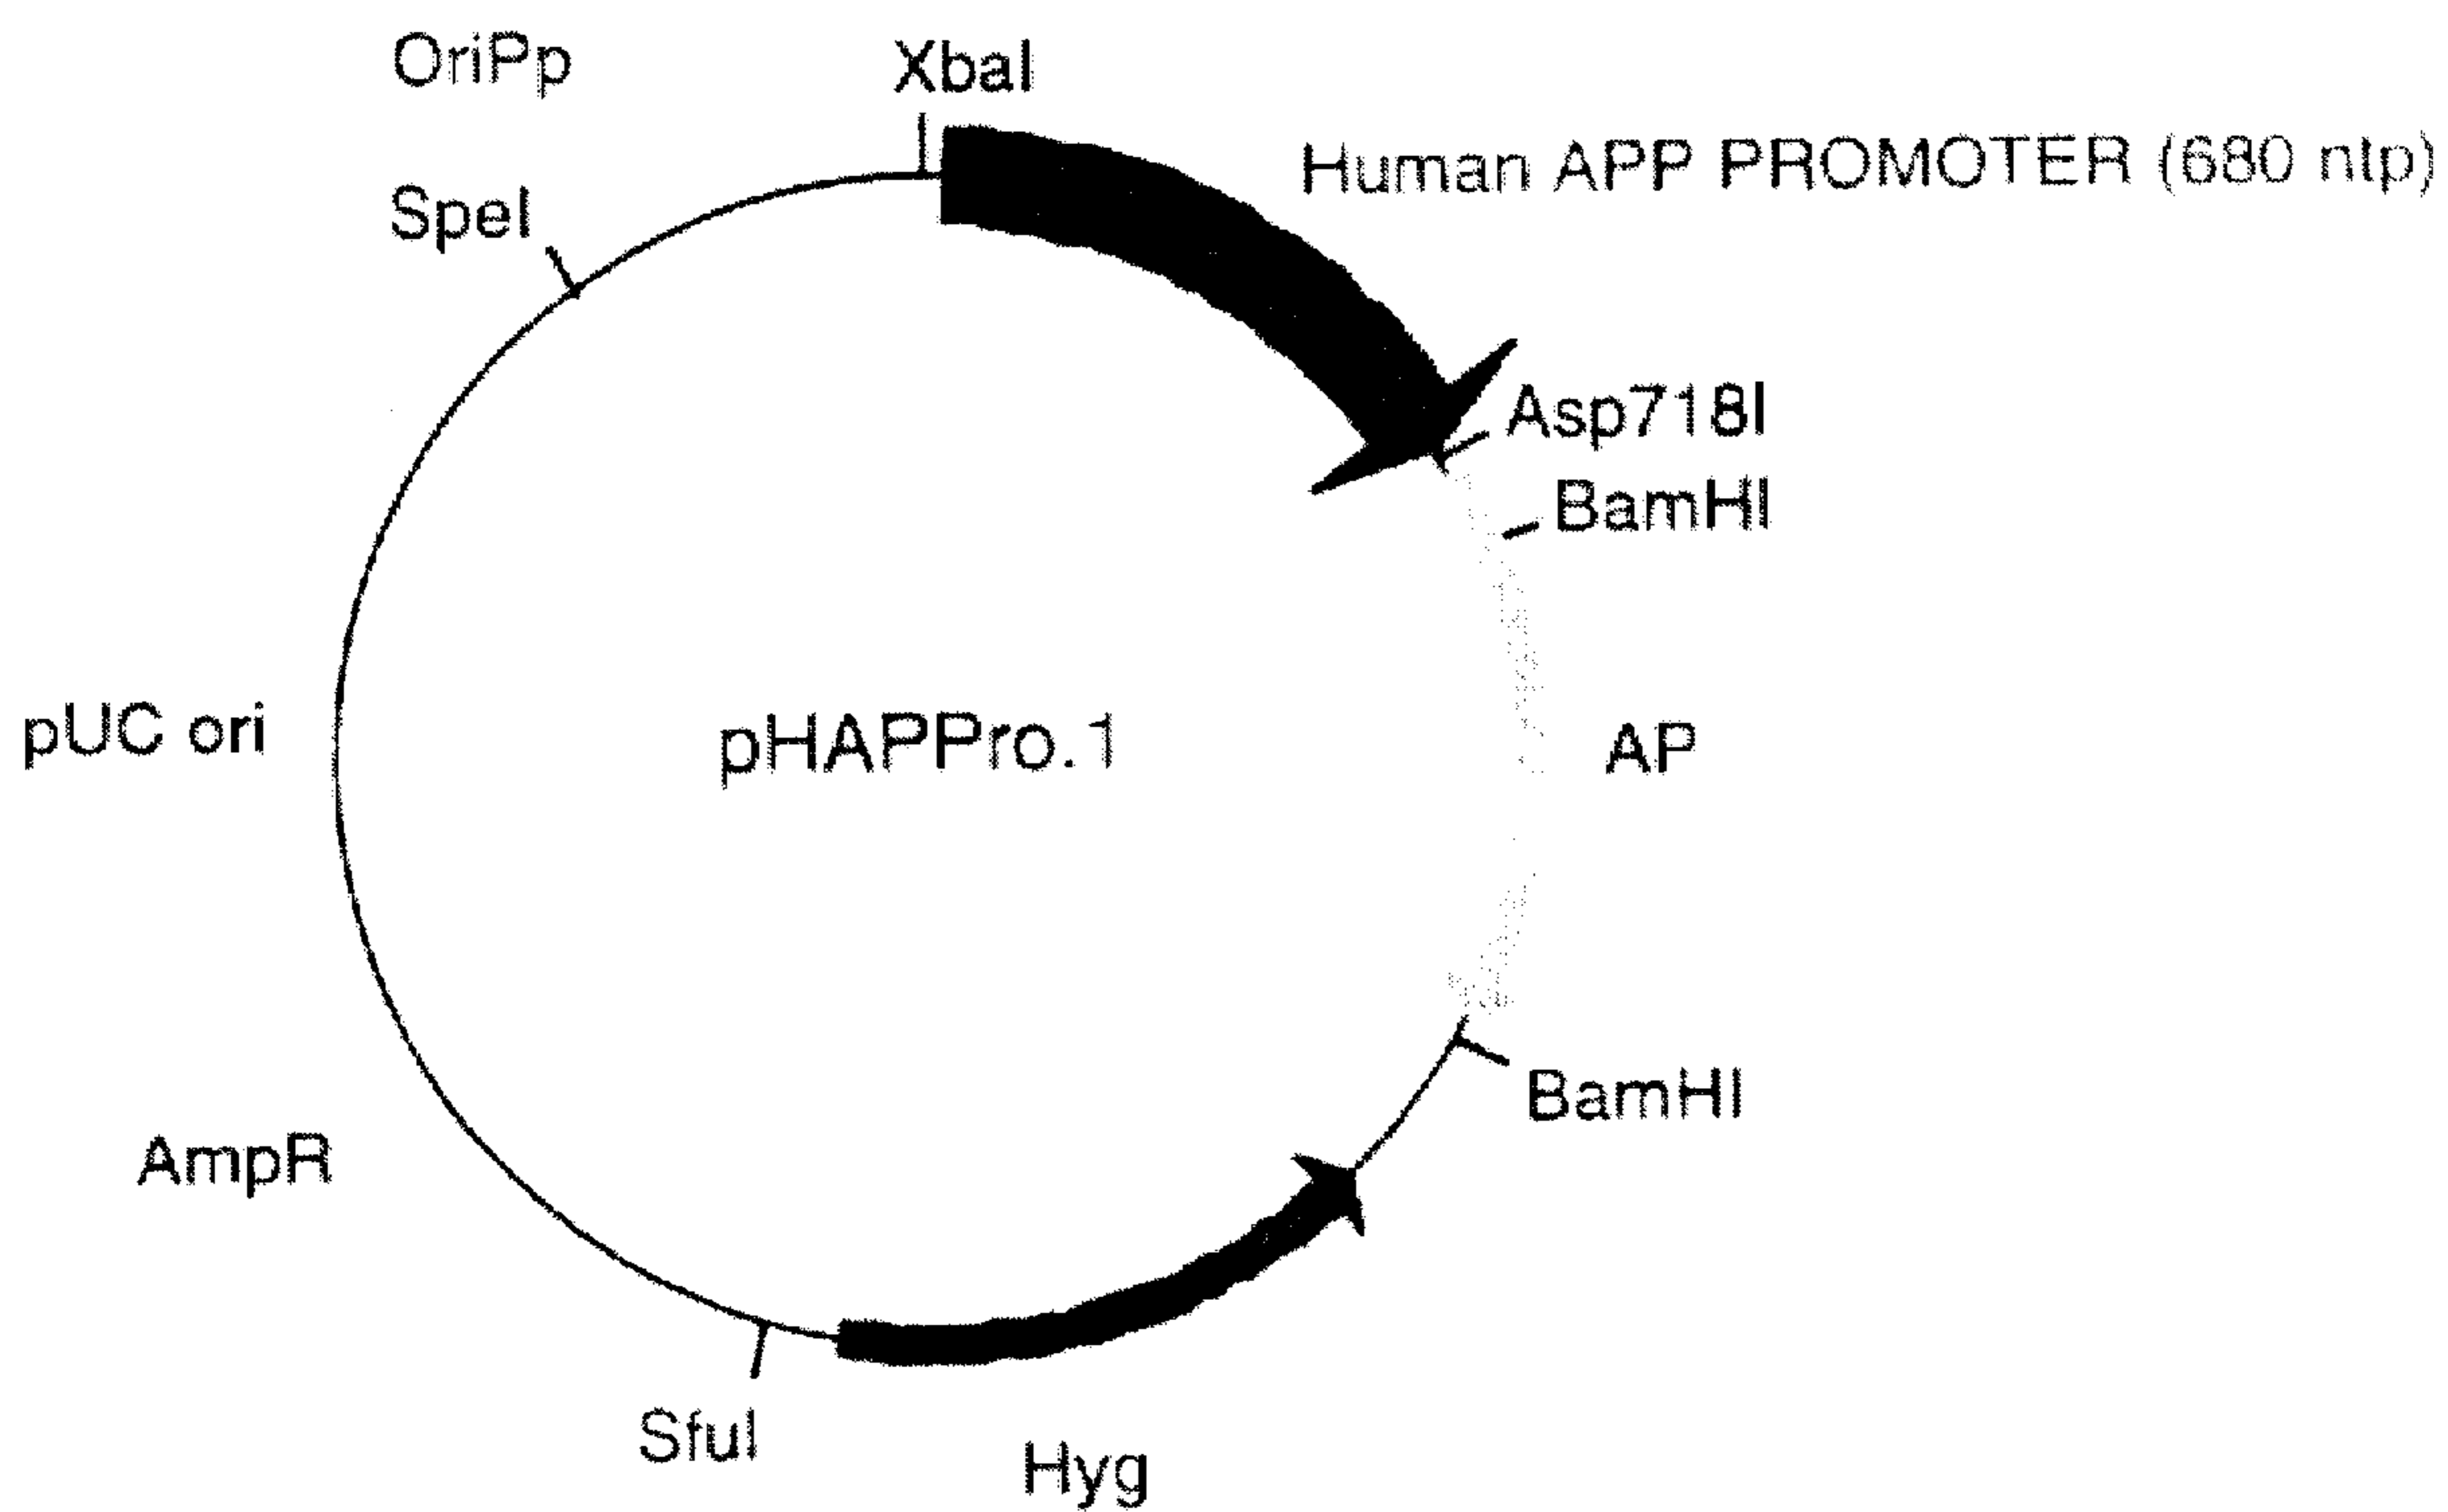 OriPp
XbaI
Human APP PROMOTER (680 ntp)
SpeI
Asp718I
BamHI
pUC ori
pHAPPro.1
AP
BamHI
AmpR
SfuI
Hyg